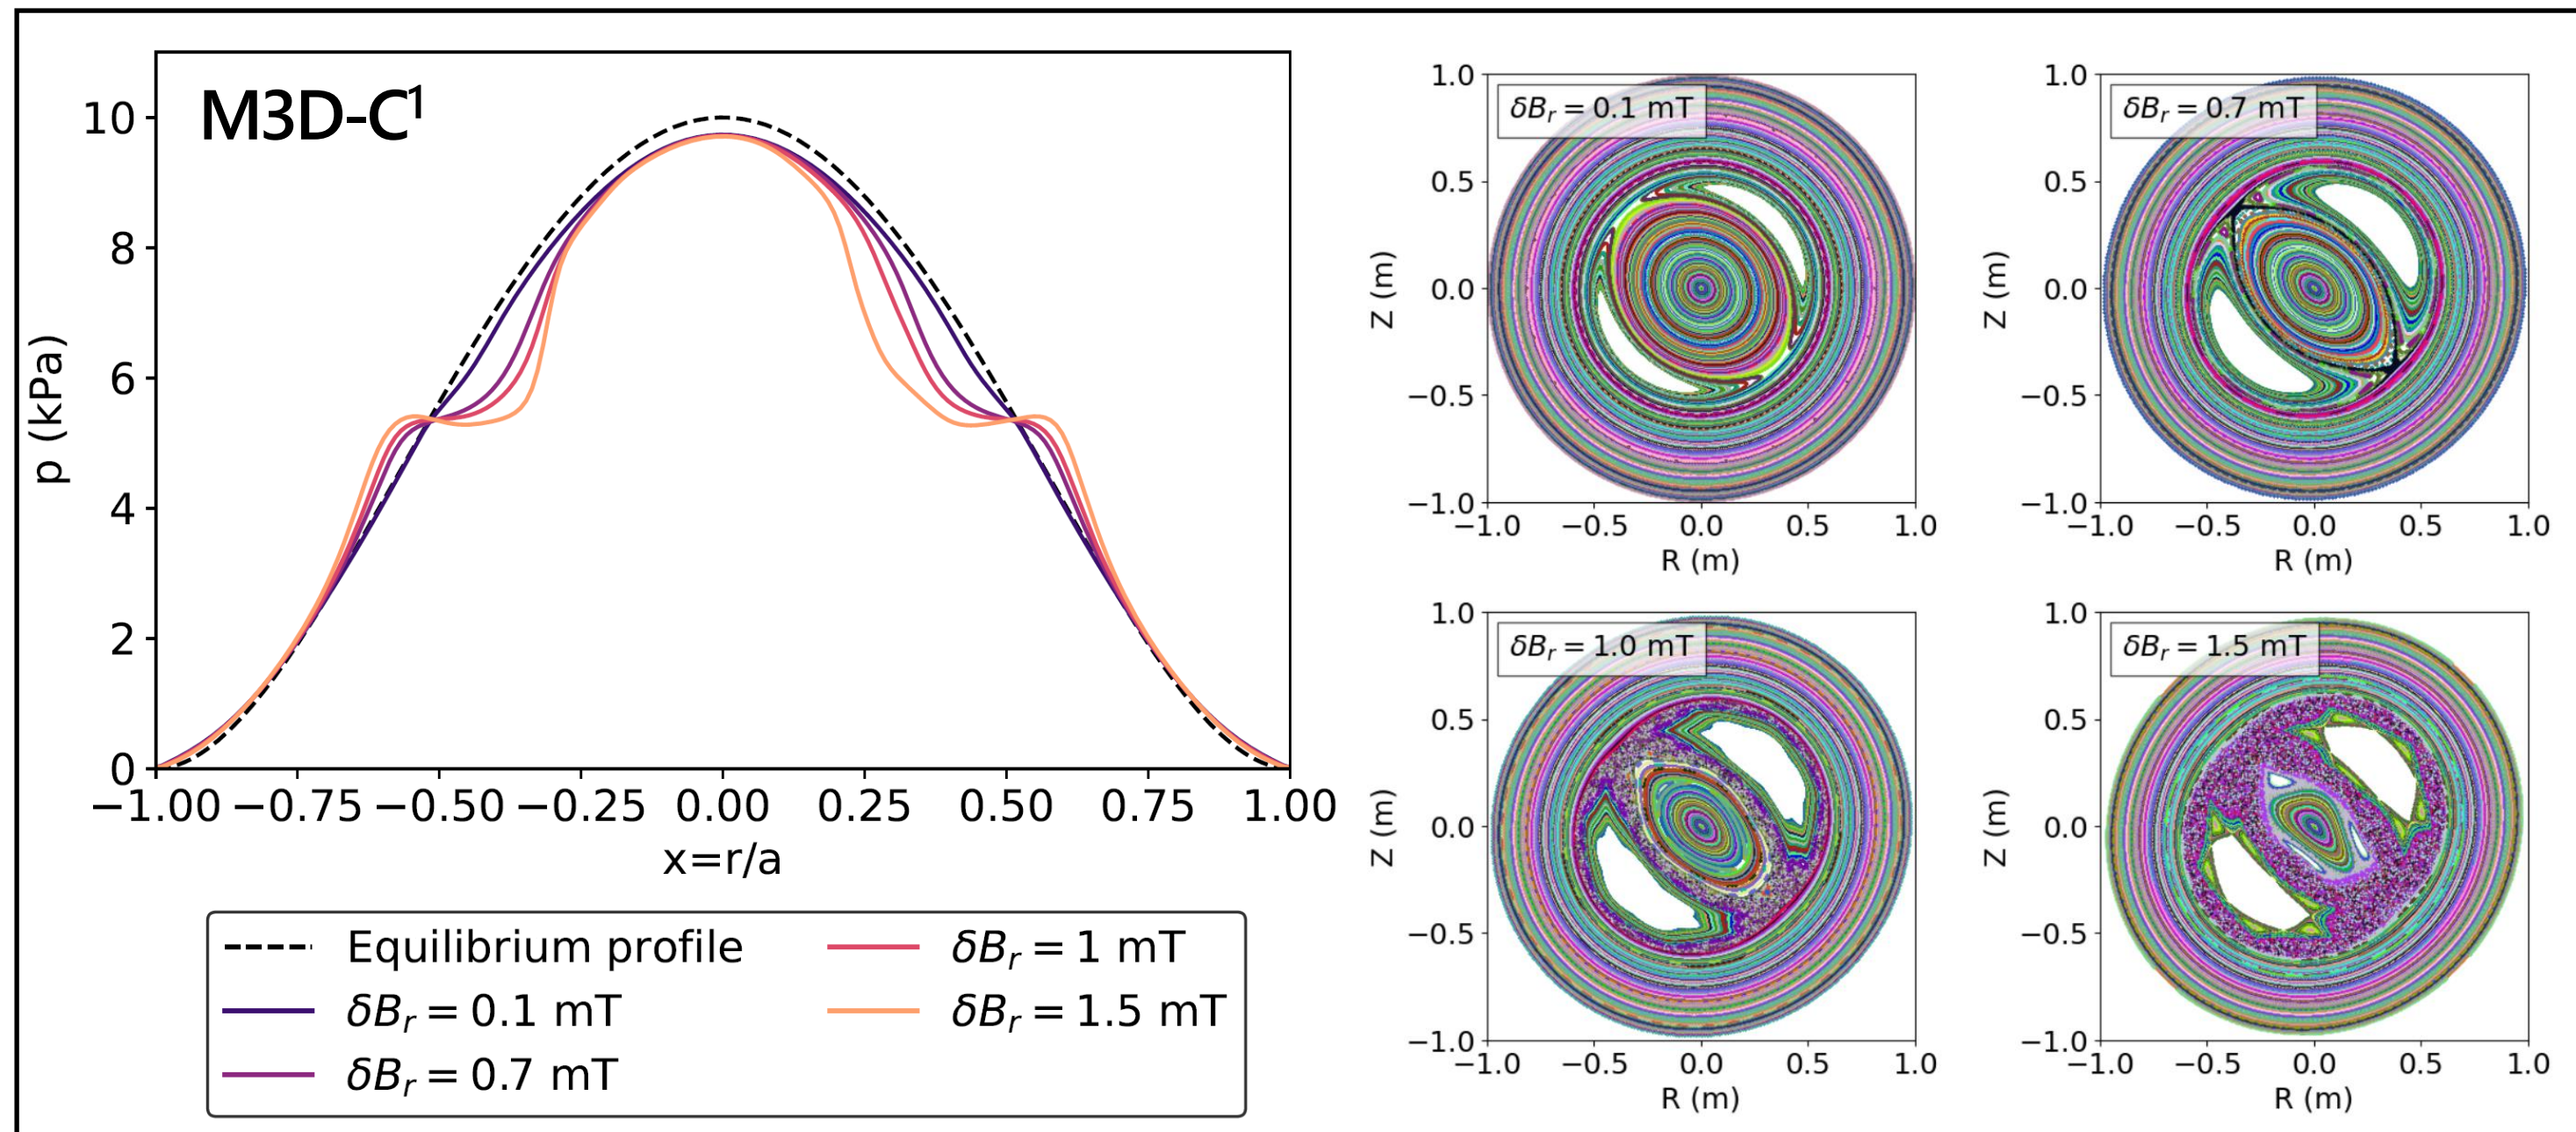 M3D-C¹
p (kPa)
10
8
6
4
2
0
−1.00 −0.75 −0.50 −0.25 0.00 0.25 0.50 0.75 1.00
x=r/a
Equilibrium profile
δBᵣ = 0.1 mT
δBᵣ = 0.7 mT
δBᵣ = 1 mT
δBᵣ = 1.5 mT
δBᵣ = 0.1 mT
Z (m)
1.0
0.5
0.0
−0.5
−1.0
−1.0 −0.5 0.0 0.5 1.0
R (m)
δBᵣ = 0.7 mT
Z (m)
1.0
0.5
0.0
−0.5
−1.0
−1.0 −0.5 0.0 0.5 1.0
R (m)
δBᵣ = 1.0 mT
Z (m)
1.0
0.5
0.0
−0.5
−1.0
−1.0 −0.5 0.0 0.5 1.0
R (m)
δBᵣ = 1.5 mT
Z (m)
1.0
0.5
0.0
−0.5
−1.0
−1.0 −0.5 0.0 0.5 1.0
R (m)